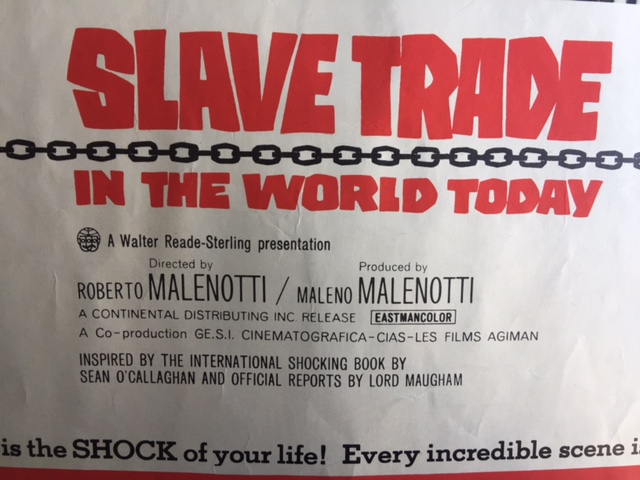 SLAVE TRADE
IN THE WORLD TODAY
A Walter Reade-Sterling presentation
Directed by Produced by
ROBERTO MALENOTTI / MALENO MALENOTTI
A CONTINENTAL DISTRIBUTING INC. RELEASE EASTMANCOLOR
A Co-production GE.S.I. CINEMATOGRAFICA-CIAS-LES FILMS AGIMAN
INSPIRED BY THE INTERNATIONAL SHOCKING BOOK BY
SEAN O'CALLAGHAN AND OFFICIAL REPORTS BY LORD MAUGHAM
is the SHOCK of your life! Every incredible scene